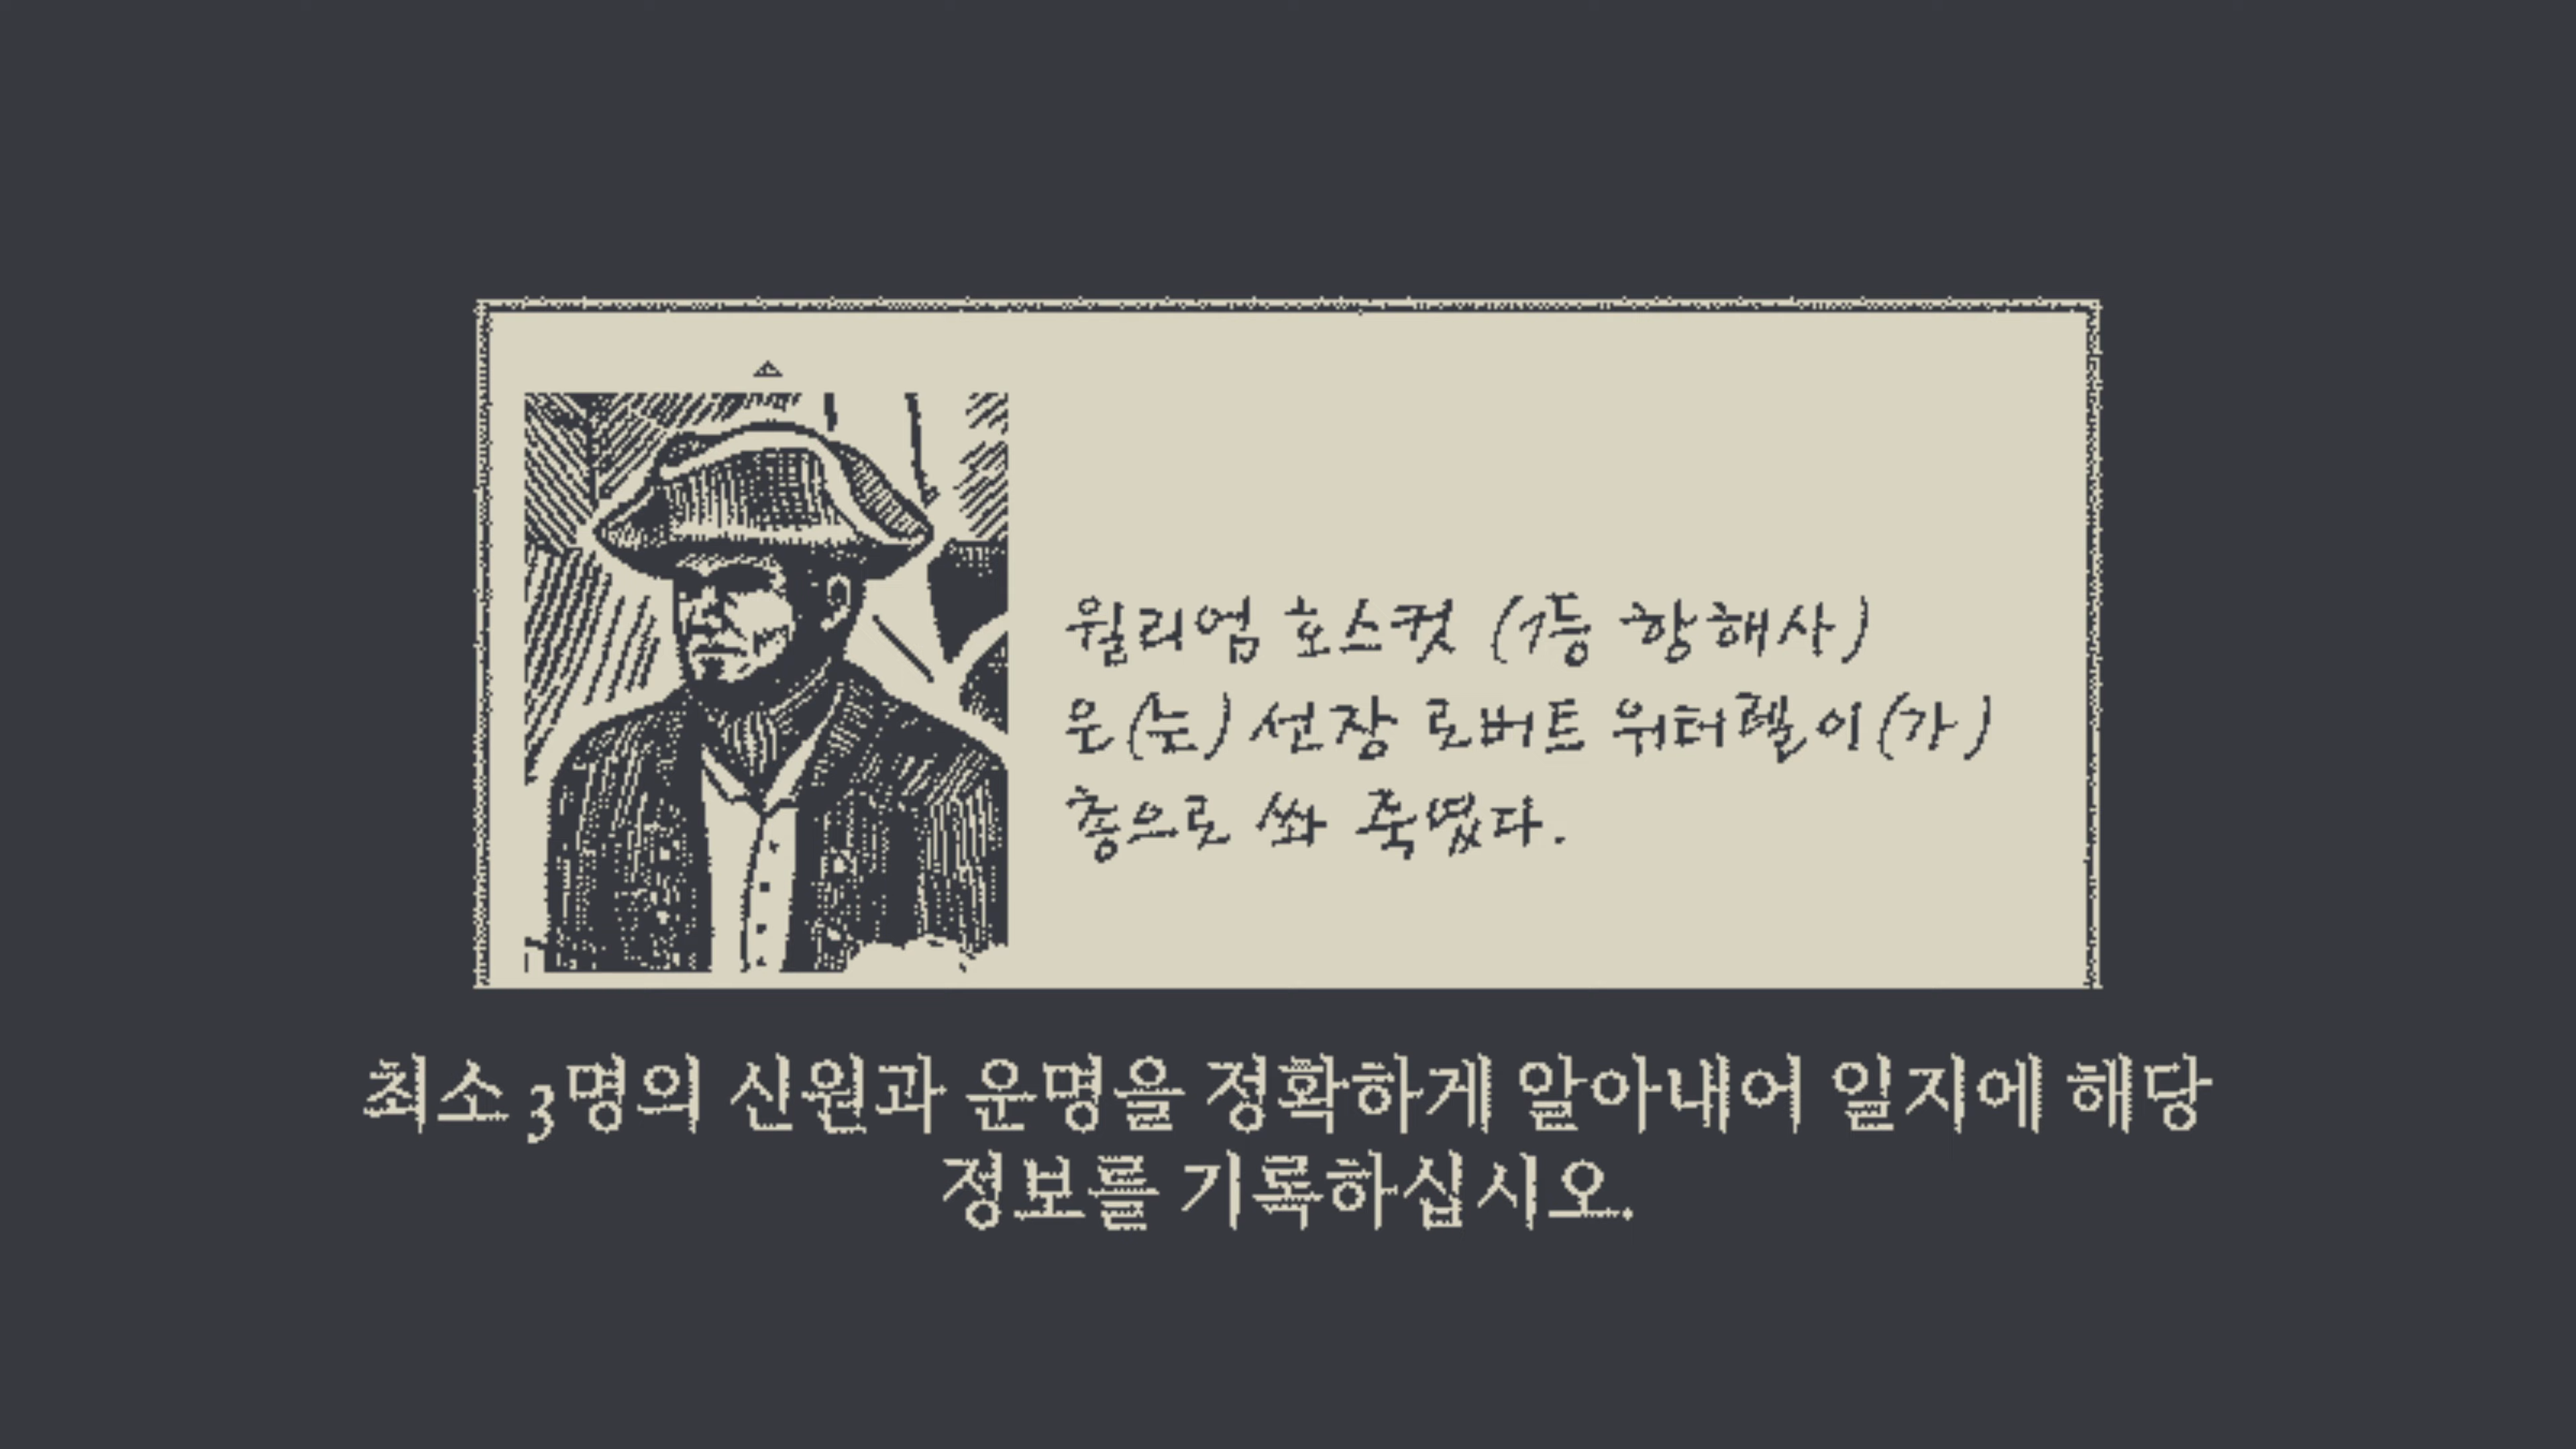 윌리엄 호스컷 (1등 항해사)
은(는) 선장 로버트 위터렐이(가)
총으로 쏴 죽였다.
최소 3명의 신원과 운명을 정확하게 알아내어 일지에 해당
정보를 기록하십시오.